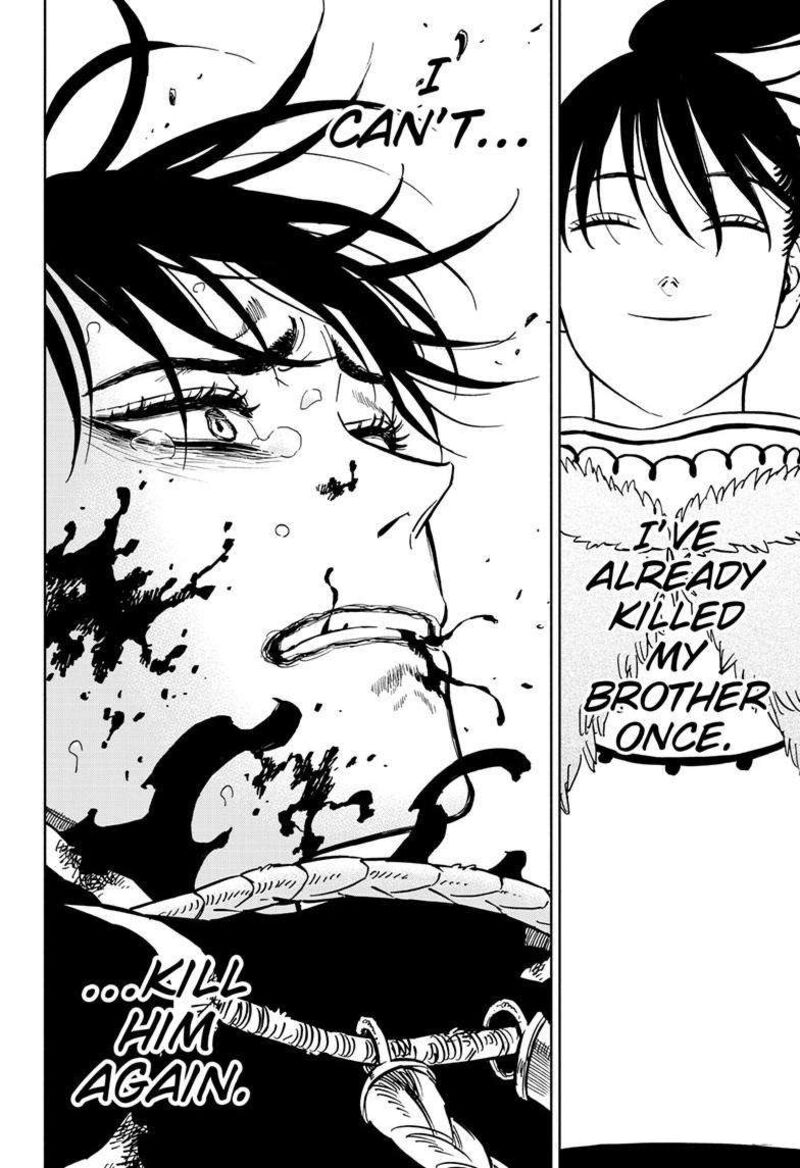 I'VE
ALREADY
KILLED
MY
BROTHER
ONCE.
I
CAN'T...
...KILL
HIM
AGAIN.